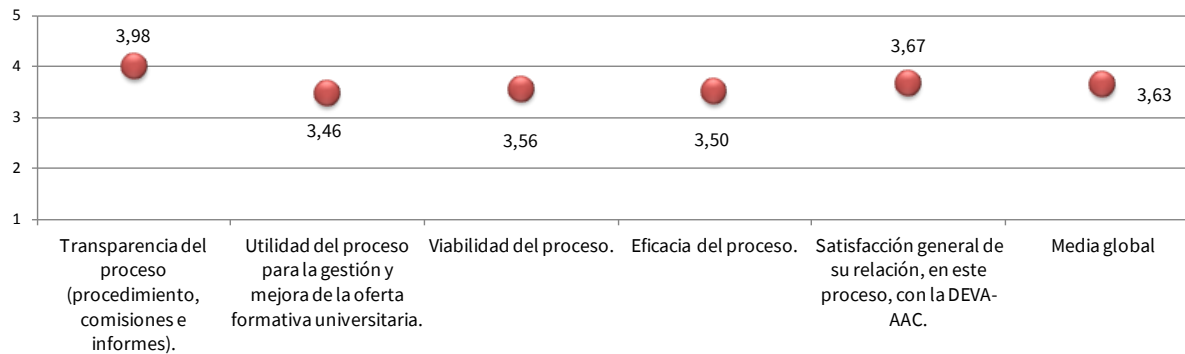 5
3,98
3,67
4
3,63
3
3,46
3,56
3,50
2
1
Transparencia del
proceso
(procedimiento,
comisiones e
informes).
Utilidad del proceso
para la gestión y
mejora de la oferta
formativa universitaria.
Viabilidad del proceso.
Eficacia del proceso.
Satisfacción general de
su relación, en este
proceso, con la DEVA-
AAC.
Media global